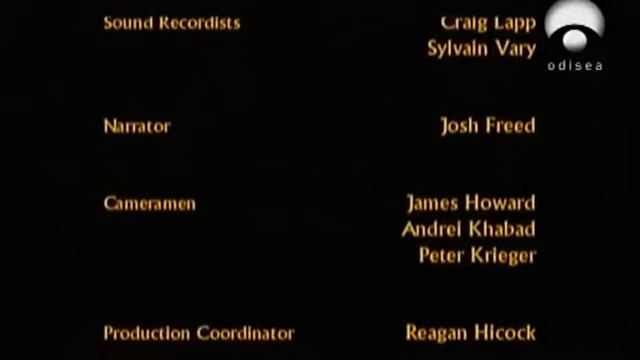 Sound Recordists Craig Lapp
Sylvain Vary
odisea
Narrator Josh Freed
Cameramen James Howard
Andrei Khabad
Peter Krieger
Production Coordinator Reagan Hicock